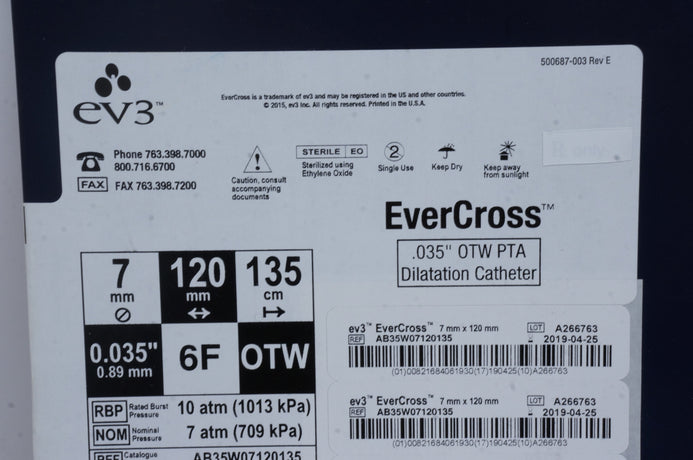 500687-003 Rev E
ev3™
EverCross is a trademark of ev3 and may be registered in the US and other countries.
© 2015, ev3 Inc. All rights reserved. Printed in the U.S.A.
Phone 763.398.7000
800.716.6700
FAX FAX 763.398.7200
Caution, consult
accompanying
documents
STERILE EO
Sterilized using
Ethylene Oxide
2
Single Use
Keep Dry
Keep away
from sunlight
R only
EverCross™
.035" OTW PTA
Dilatation Catheter
7 mm
120 mm
135 cm
0.035"
0.89 mm
6F
OTW
RBP Rated Burst Pressure 10 atm (1013 kPa)
NOM Nominal Pressure 7 atm (709 kPa)
REF Catalogue AB35W07120135
ev3™ EverCross™ 7 mm x 120 mm LOT A266763
REF AB35W07120135 2019-04-25
(01)00821684061930(17)190425(10)A266763
ev3™ EverCross™ 7 mm x 120 mm LOT A266763
REF AB35W07120135 2019-04-25
(01)00821684061930(17)190425(10)A266763